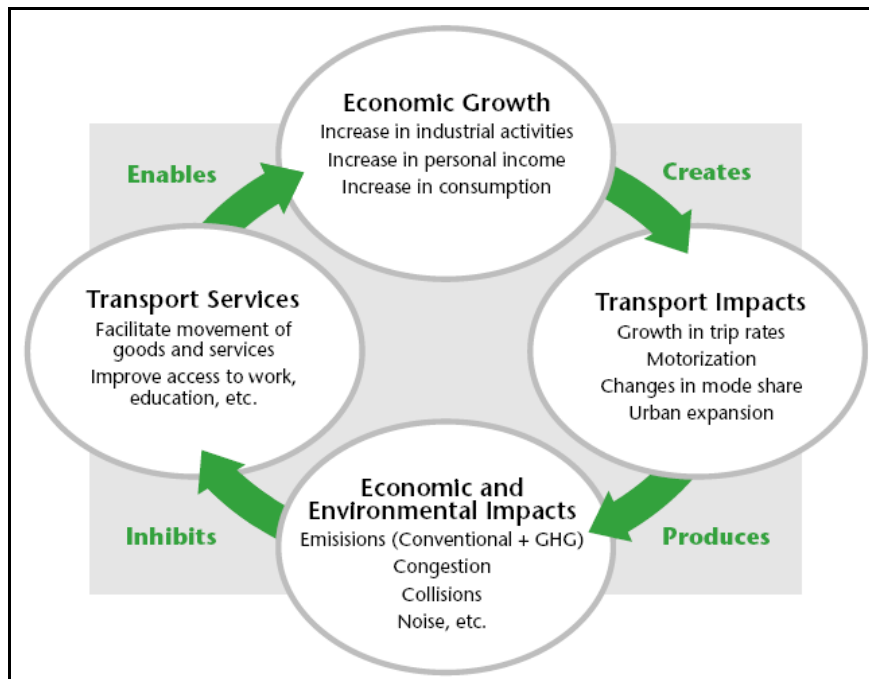 Economic Growth
Increase in industrial activities
Increase in personal income
Increase in consumption
Enables
Creates
Transport Services
Facilitate movement of
goods and services
Improve access to work,
education, etc.
Transport Impacts
Growth in trip rates
Motorization
Changes in mode share
Urban expansion
Economic and
Environmental Impacts
Emisisions (Conventional + GHG)
Congestion
Collisions
Noise, etc.
Inhibits
Produces